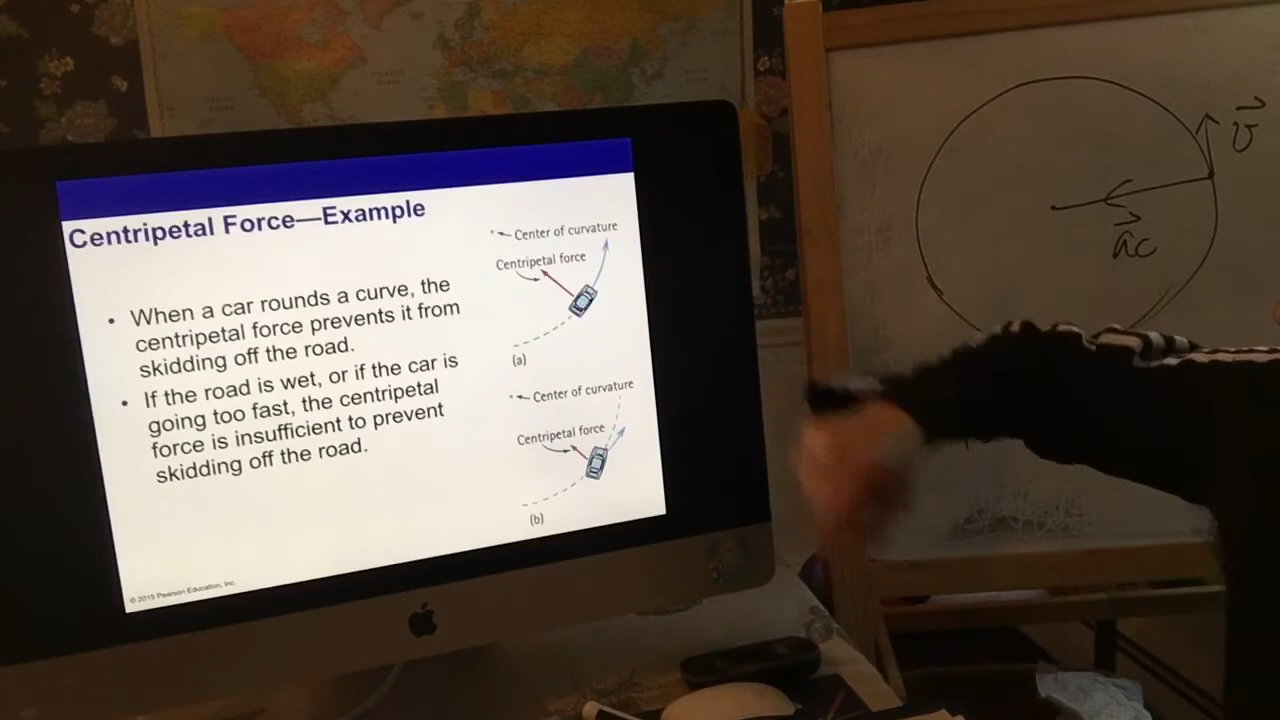 Centripetal Force—Example
• When a car rounds a curve, the
centripetal force prevents it from
skidding off the road.
• If the road is wet, or if the car is
going too fast, the centripetal
force is insufficient to prevent
skidding off the road.
Center of curvature
Centripetal force
(a)
Center of curvature
Centripetal force
(b)
© 2015 Pearson Education, Inc.
v
ac